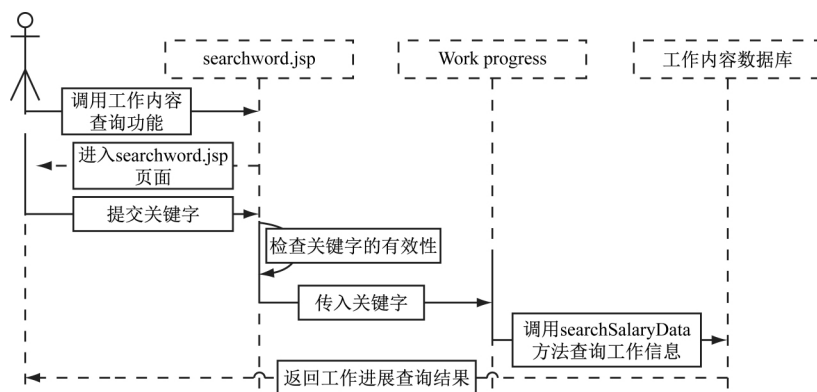 searchword.jsp
Work progress
工作内容数据库
调用工作内容
查询功能
进入searchword.jsp
页面
提交关键字
检查关键字的有效性
传入关键字
调用searchSalaryData
方法查询工作信息
返回工作进展查询结果